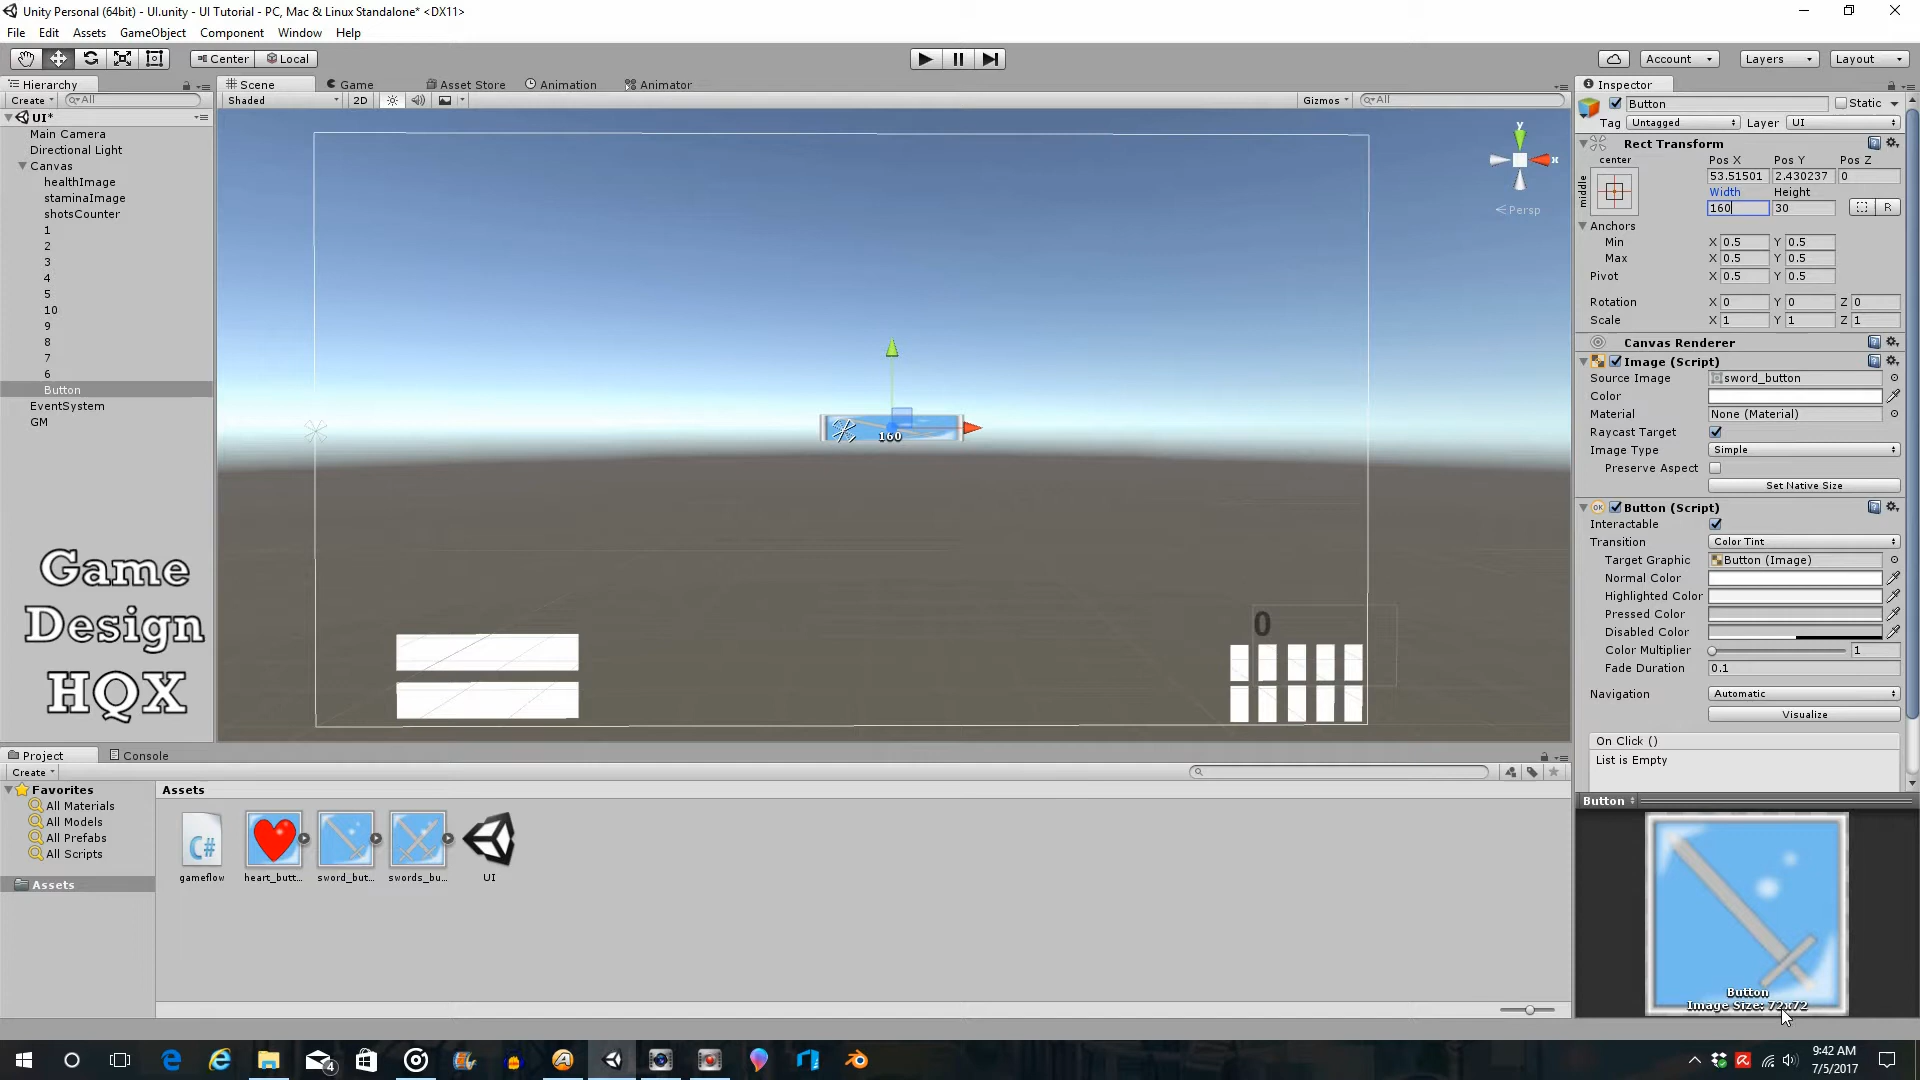 Unity Personal (64bit) - UI.unity - UI Tutorial - PC, Mac & Linux Standalone* <DX11>
File Edit Assets GameObject Component Window Help
Center Local Account Layers Layout
Hierarchy Scene Game Asset Store Animation Animator Inspector
Create All Shaded 2D Gizmos All
Button Static
UI*
Tag Untagged Layer UI
Main Camera
Directional Light
Canvas
healthImage
staminaImage
shotsCounter
1
2
3
4
5
10
9
8
7
6
Button
EventSystem
GM
Game
Design
HQX
y
x
Persp
160
0
Rect Transform
center
middle
Pos X Pos Y Pos Z
53.51501 2.430237 0
Width Height
160 30 R
Anchors
Min X 0.5 Y 0.5
Max X 0.5 Y 0.5
Pivot X 0.5 Y 0.5
Rotation X 0 Y 0 Z 0
Scale X 1 Y 1 Z 1
Canvas Renderer
Image (Script)
Source Image sword_button
Color
Material None (Material)
Raycast Target
Image Type Simple
Preserve Aspect
Set Native Size
OK Button (Script)
Interactable
Transition Color Tint
Target Graphic Button (Image)
Normal Color
Highlighted Color
Pressed Color
Disabled Color
Color Multiplier 1
Fade Duration 0.1
Navigation Automatic
Visualize
On Click ()
List is Empty
Button
Button
Image Size: 72x72
Project Console
Create
Favorites
All Materials
All Models
All Prefabs
All Scripts
Assets
Assets
C#
gameflow heart_butt... sword_but... swords_bu... UI
4
9:42 AM
7/5/2017